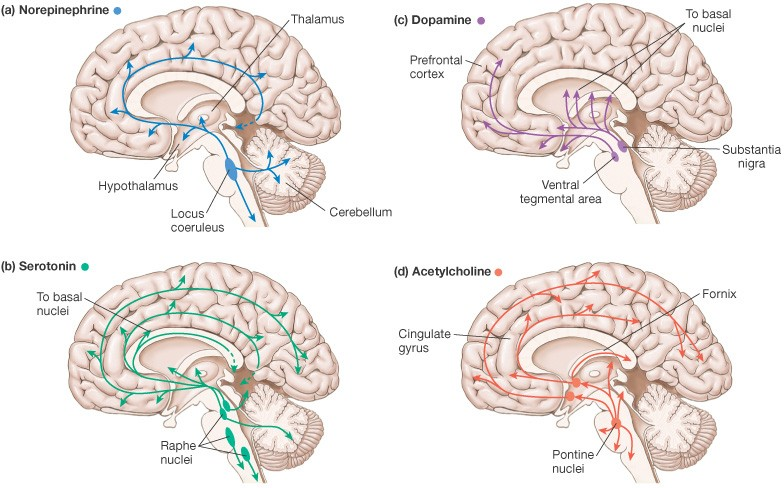 (a) Norepinephrine
Thalamus
Hypothalamus
Locus
coeruleus
Cerebellum
(c) Dopamine
To basal
nuclei
Prefrontal
cortex
Substantia
nigra
Ventral
tegmental area
(b) Serotonin
To basal
nuclei
Raphe
nuclei
(d) Acetylcholine
Fornix
Cingulate
gyrus
Pontine
nuclei